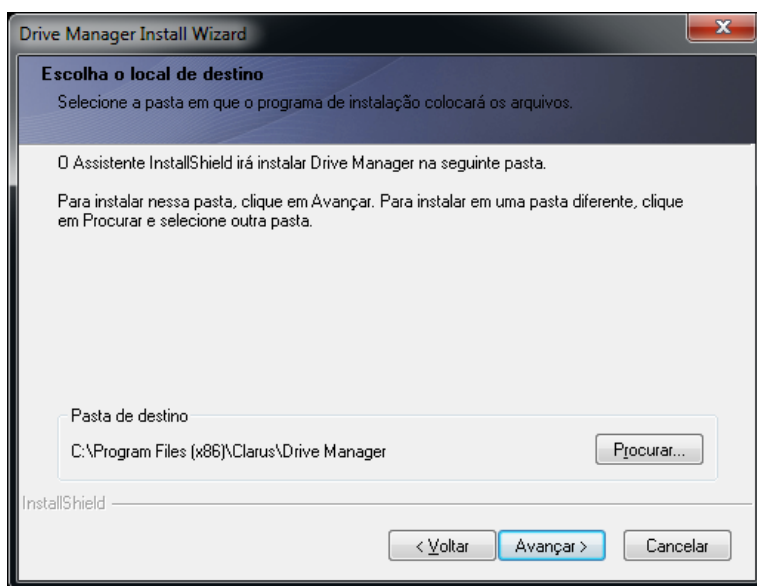 Drive Manager Install Wizard
Escolha o local de destino
Selecione a pasta em que o programa de instalação colocará os arquivos.
O Assistente InstallShield irá instalar Drive Manager na seguinte pasta.
Para instalar nessa pasta, clique em Avançar. Para instalar em uma pasta diferente, clique
em Procurar e selecione outra pasta.
Pasta de destino
C:\Program Files (x86)\Clarus\Drive Manager
Procurar...
InstallShield
< Voltar
Avançar >
Cancelar